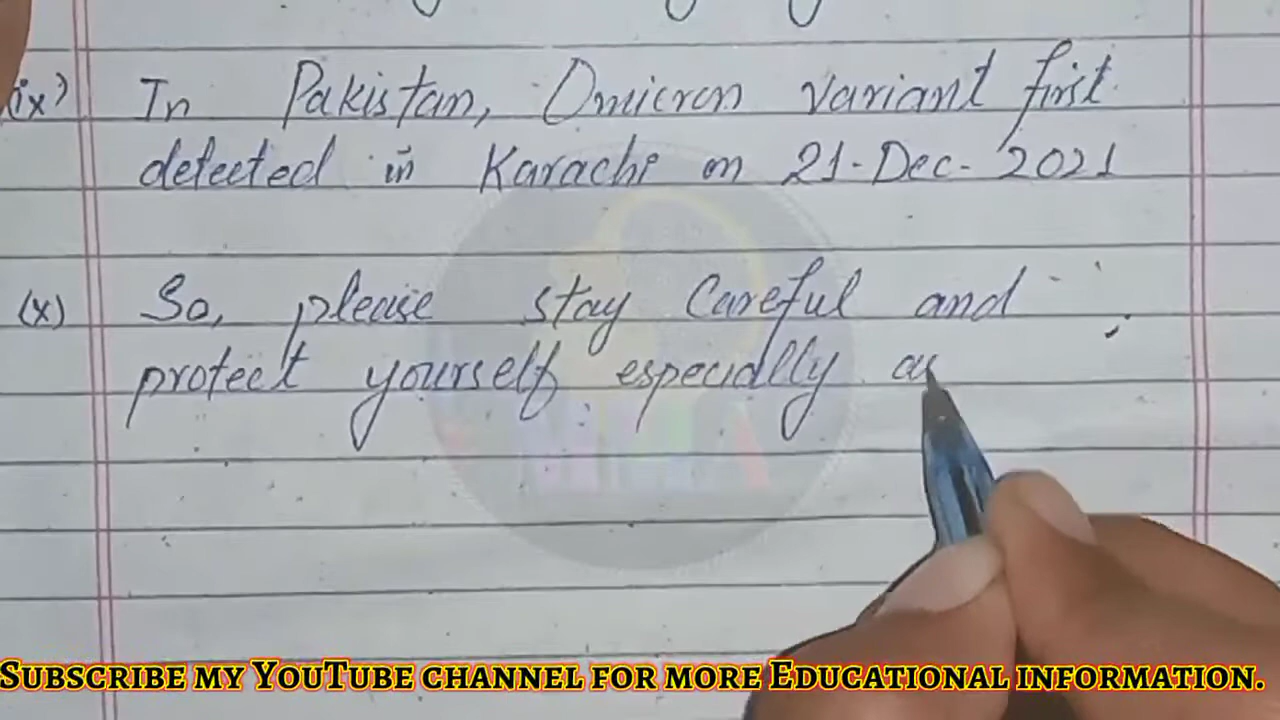 ix) In Pakistan, Omicron variant first
detected in Karachi on 21-Dec-2021
(x) So, please stay Careful and
protect yourself especially
SUBSCRIBE MY YOUTUBE CHANNEL FOR MORE EDUCATIONAL INFORMATION.